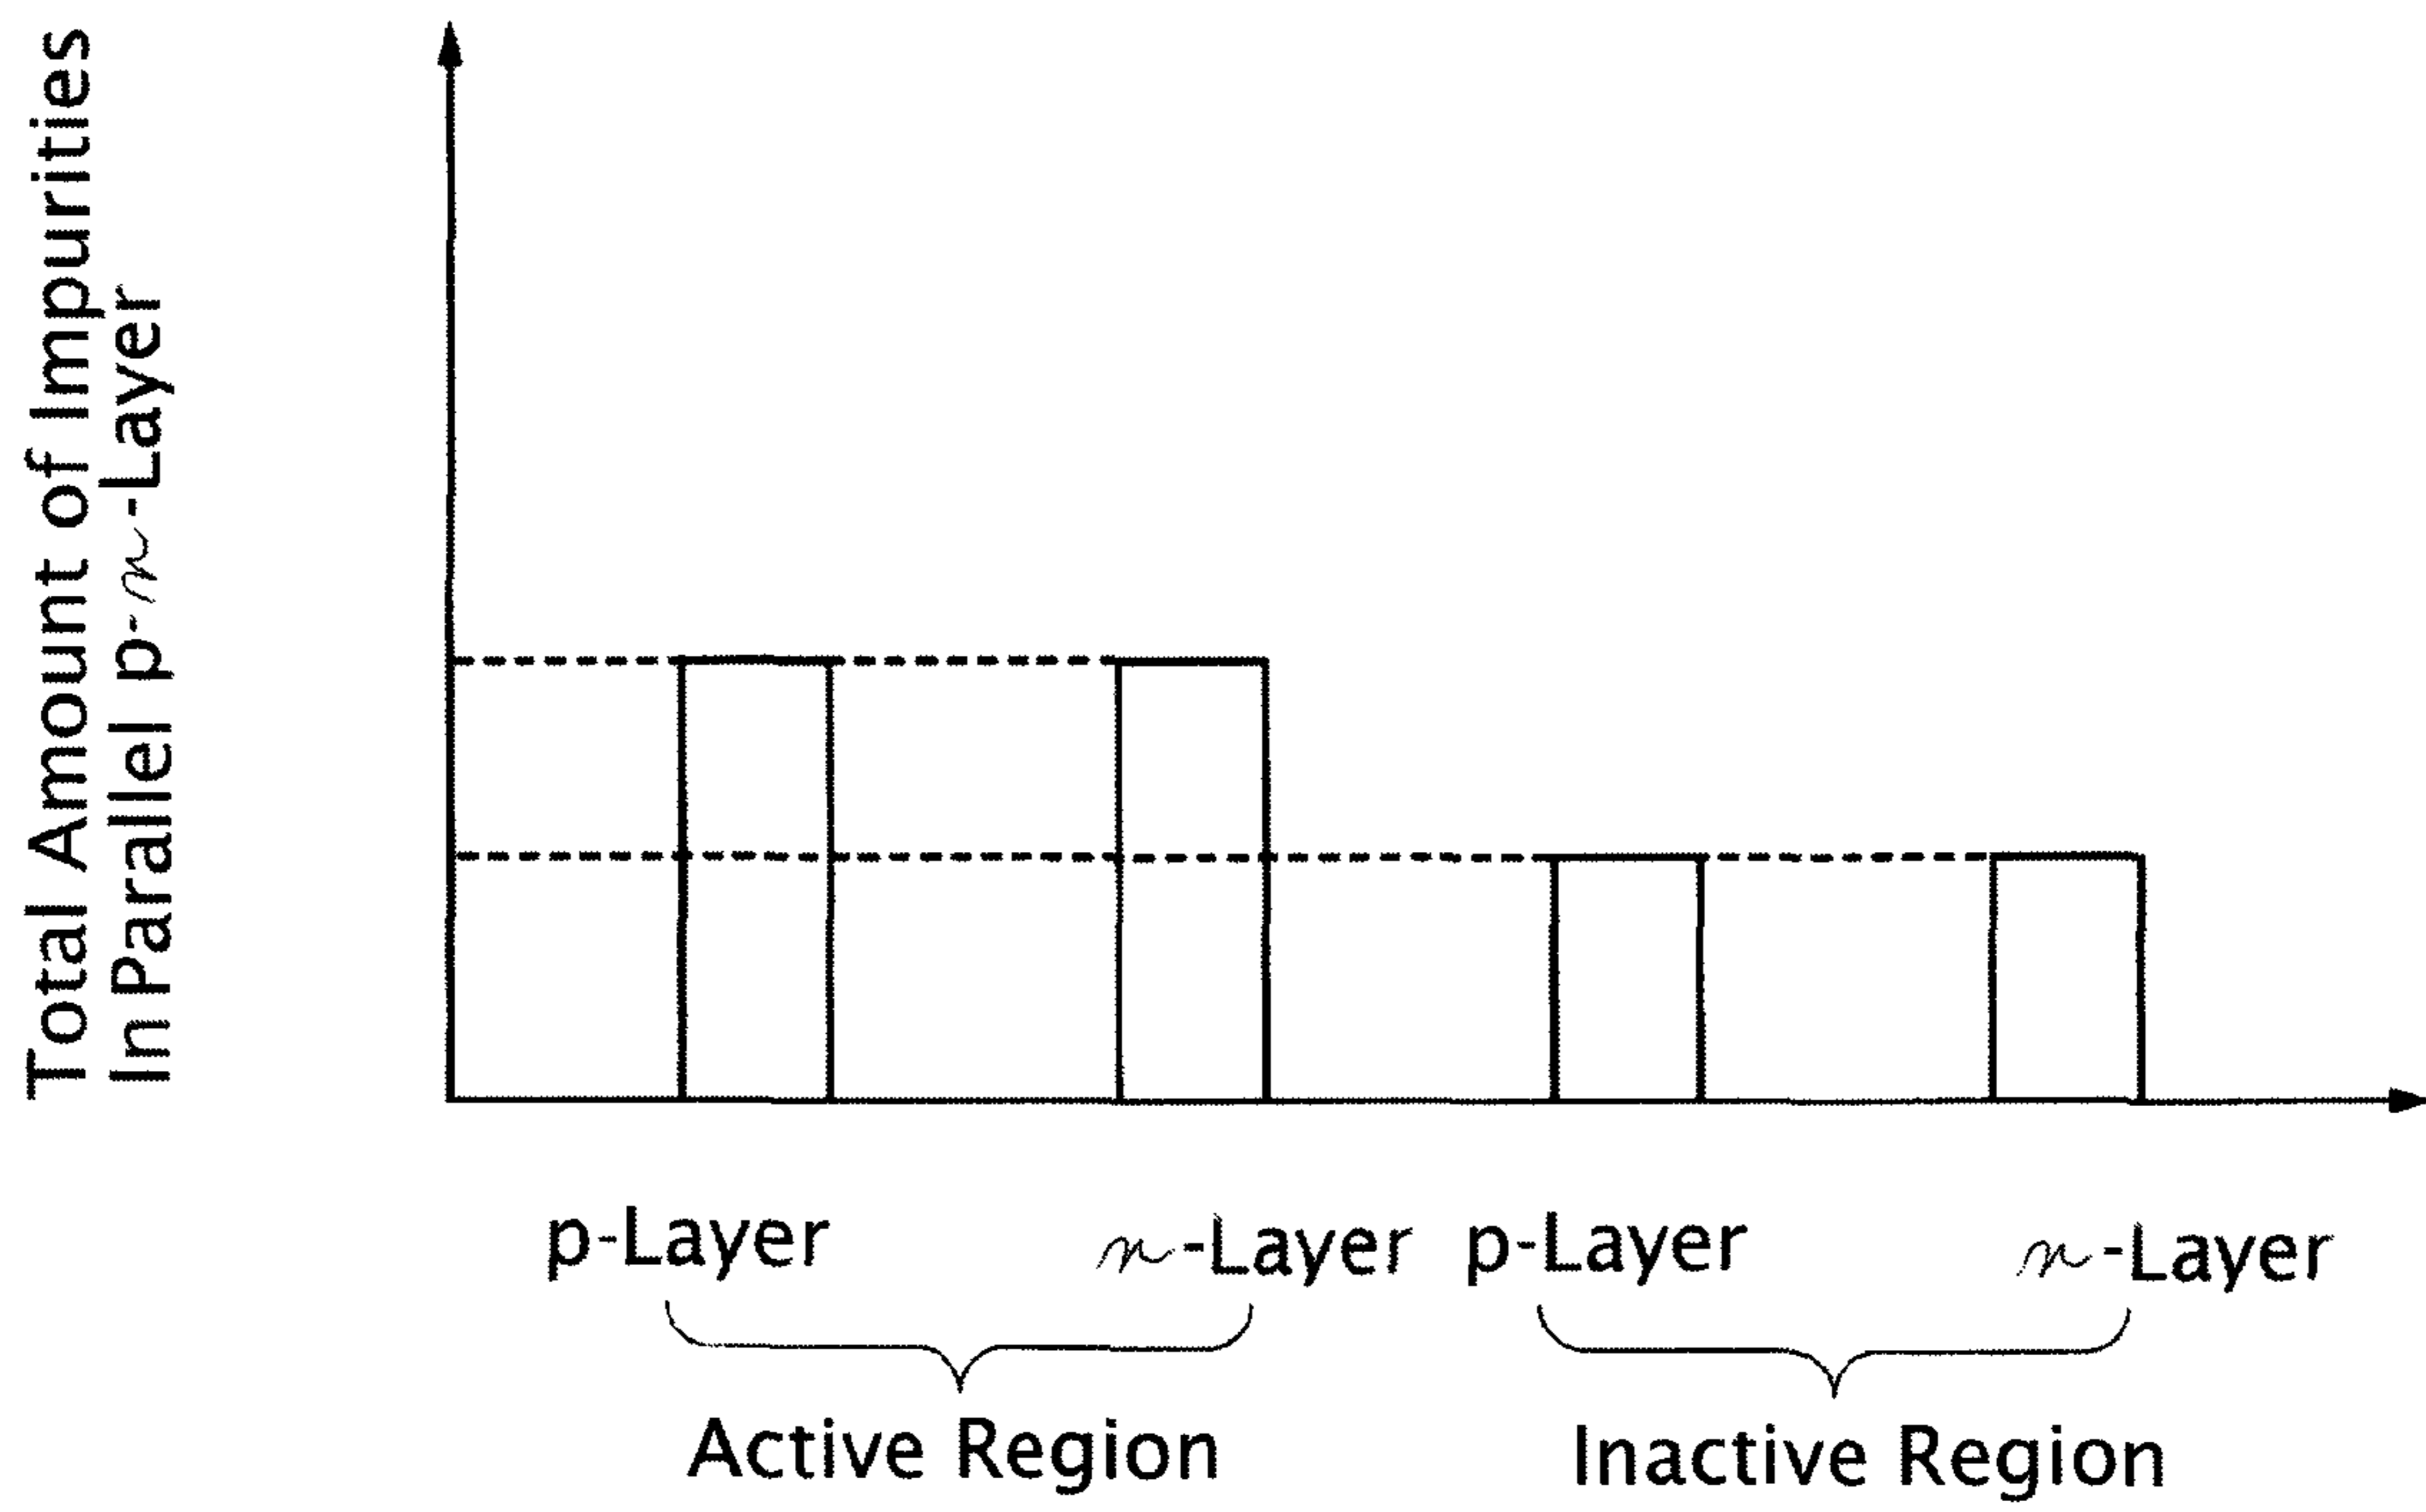 Total Amount of Impurities
In Parallel p-n-Layer
p-Layer
n-Layer
p-Layer
n-Layer
Active Region
Inactive Region